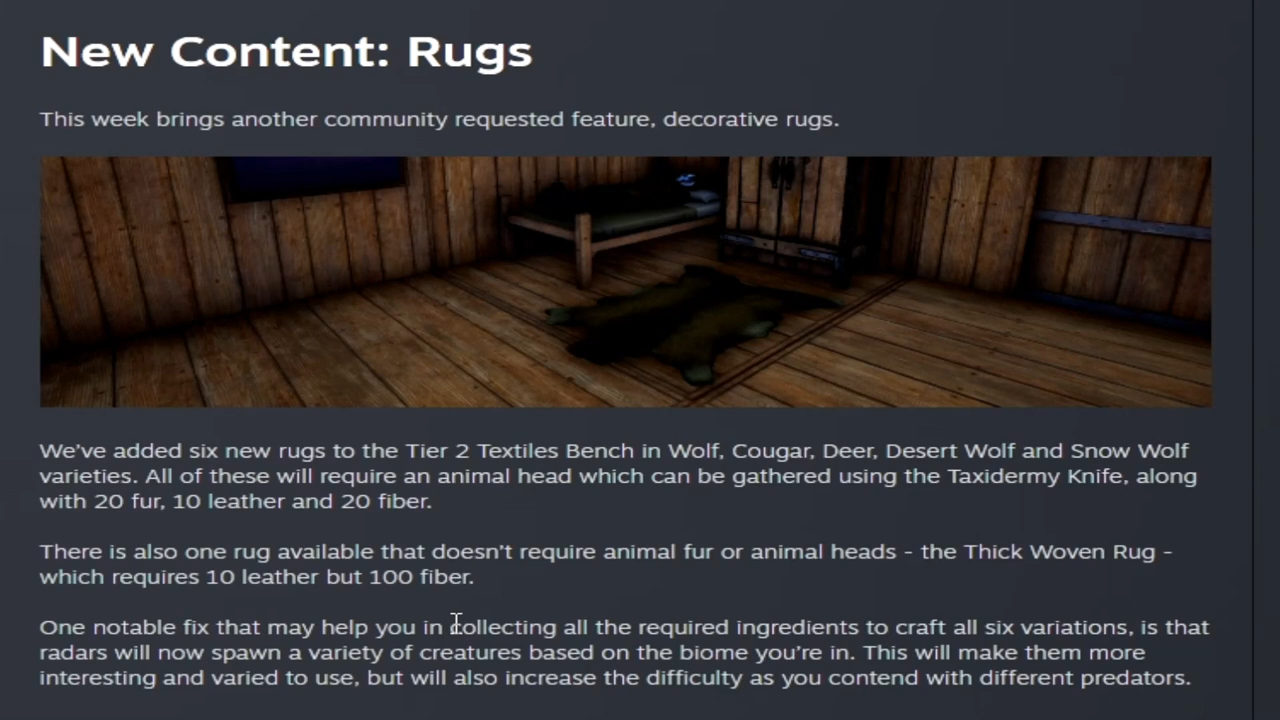 New Content: Rugs
This week brings another community requested feature, decorative rugs.
We've added six new rugs to the Tier 2 Textiles Bench in Wolf, Cougar, Deer, Desert Wolf and Snow Wolf
varieties. All of these will require an animal head which can be gathered using the Taxidermy Knife, along
with 20 fur, 10 leather and 20 fiber.
There is also one rug available that doesn't require animal fur or animal heads - the Thick Woven Rug -
which requires 10 leather but 100 fiber.
One notable fix that may help you in collecting all the required ingredients to craft all six variations, is that
radars will now spawn a variety of creatures based on the biome you're in. This will make them more
interesting and varied to use, but will also increase the difficulty as you contend with different predators.